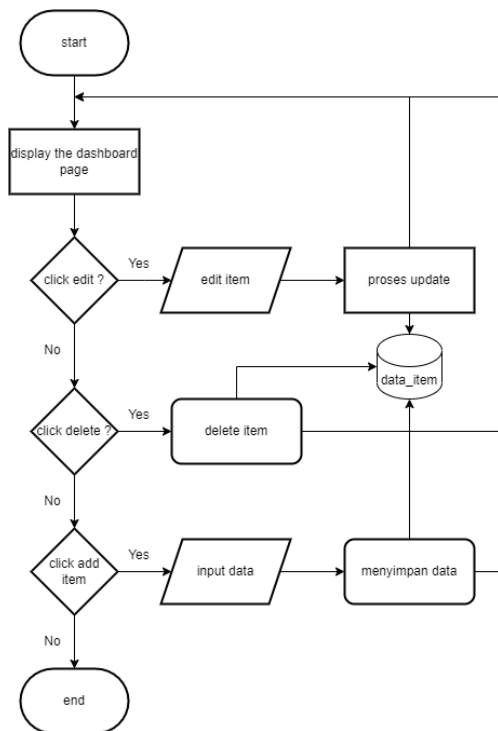 start
display the dashboard
page
click edit ?
Yes
edit item
proses update
No
data_item
click delete ?
Yes
delete item
No
click add
item
Yes
input data
menyimpan data
No
end